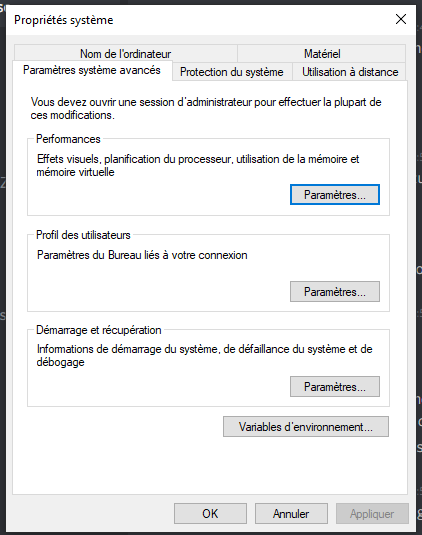 Propriétés système
Nom de l'ordinateur
Matériel
Paramètres système avancés
Protection du système
Utilisation à distance
Vous devez ouvrir une session d'administrateur pour effectuer la plupart de
ces modifications.
Performances
Effets visuels, planification du processeur, utilisation de la mémoire et
mémoire virtuelle
Paramètres...
Profil des utilisateurs
Paramètres du Bureau liés à votre connexion
Paramètres...
Démarrage et récupération
Informations de démarrage du système, de défaillance du système et de
débogage
Paramètres...
Variables d'environnement...
OK
Annuler
Appliquer